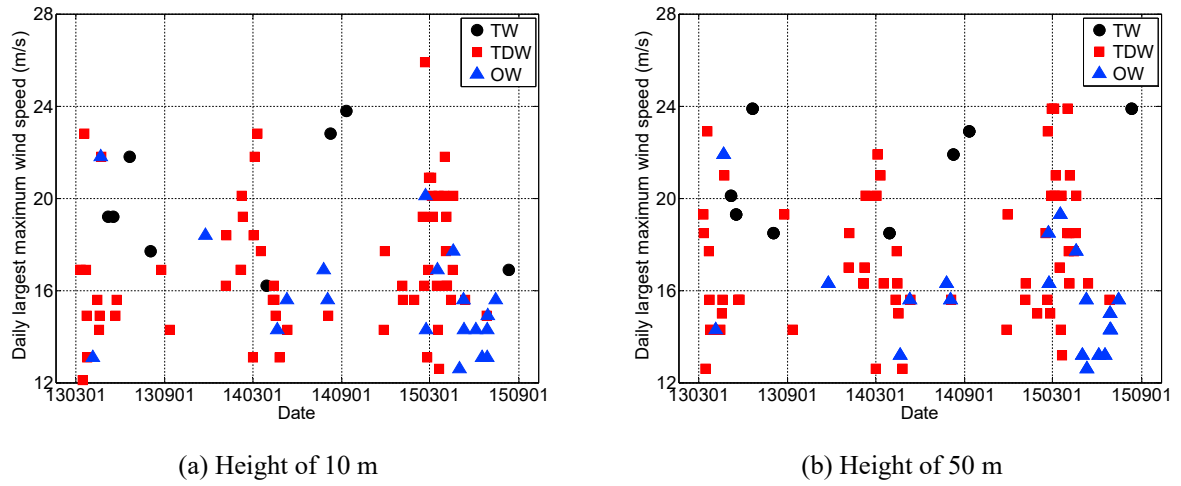 28
24
20
16
12
Daily largest maximum wind speed (m/s)
TW
TDW
OW
130301 130901 140301 140901 150301 150901
Date
(a) Height of 10 m
28
24
20
16
12
Daily largest maximum wind speed (m/s)
TW
TDW
OW
130301 130901 140301 140901 150301 150901
Date
(b) Height of 50 m